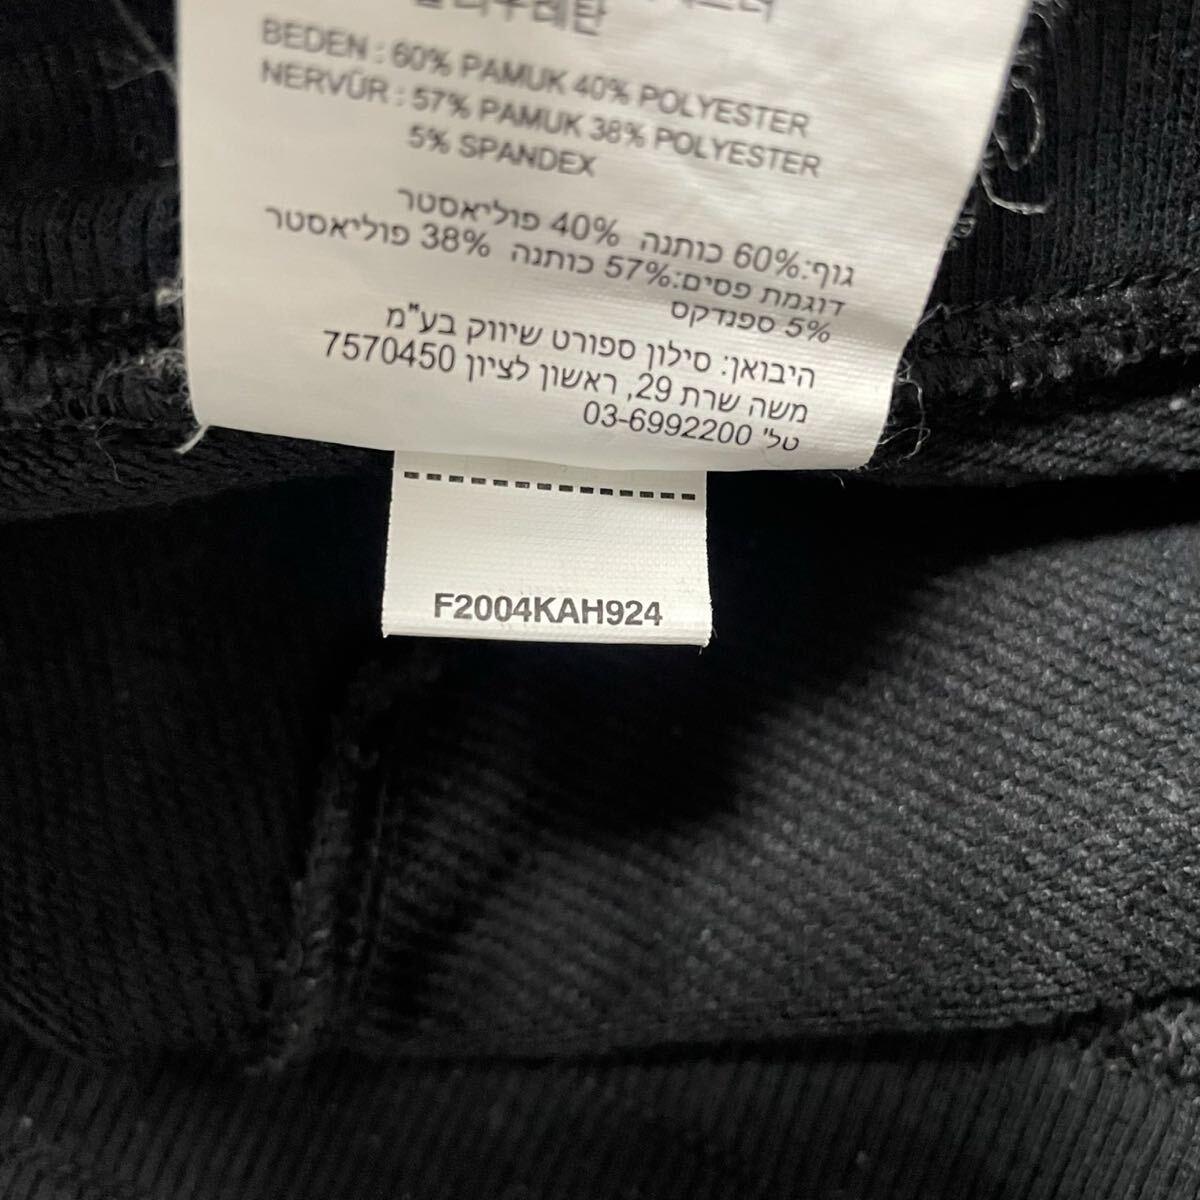 BEDEN : 60% PAMUK 40% POLYESTER
NERVÜR : 57% PAMUK 38% POLYESTER
5% SPANDEX
גוף:60% כותנה 40% פוליאסטר
דוגמת פסים:57% כותנה 38% פוליאסטר
5% ספנדקס
היבואן: סילון ספורט שיווק בע"מ
משה שרת 29, ראשון לציון 7570450
טל' 03-6992200
F2004KAH924